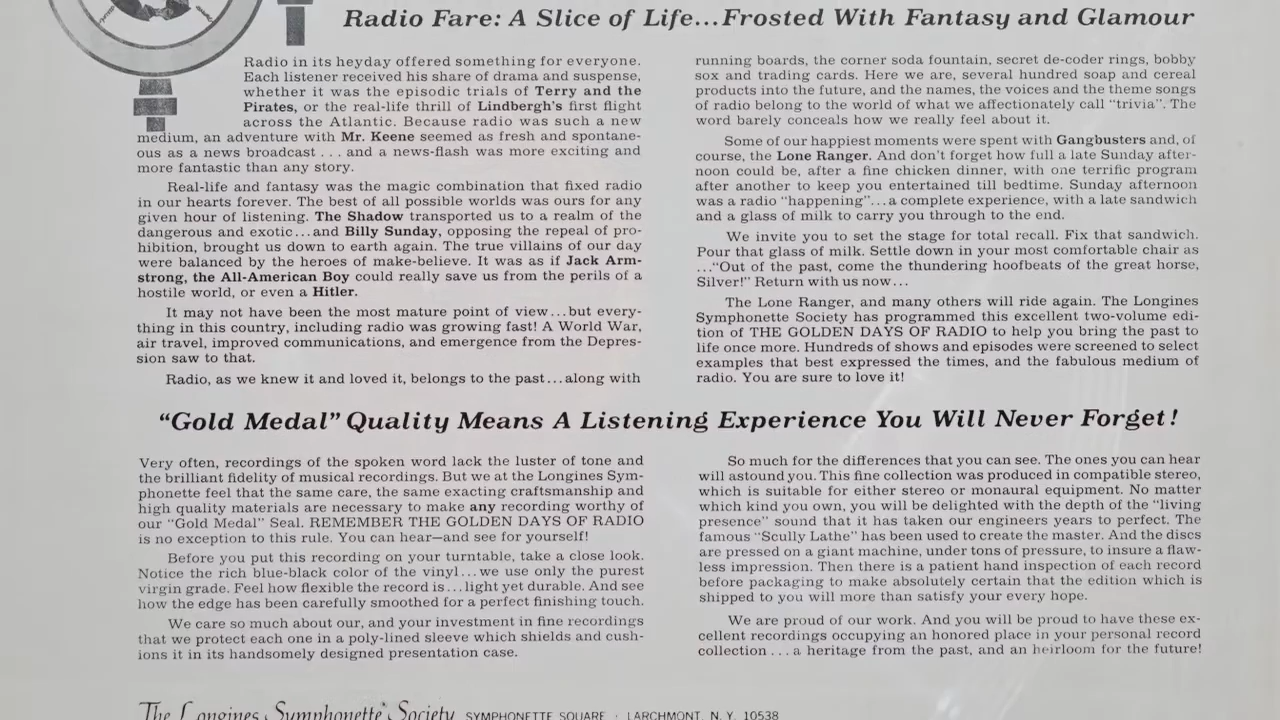 Radio Fare: A Slice of Life...Frosted With Fantasy and Glamour
Radio in its heyday offered something for everyone.
Each listener received his share of drama and suspense,
whether it was the episodic trials of Terry and the
Pirates, or the real-life thrill of Lindbergh's first flight
across the Atlantic. Because radio was such a new
medium, an adventure with Mr. Keene seemed as fresh and spontane-
ous as a news broadcast . . . and a news-flash was more exciting and
more fantastic than any story.
Real-life and fantasy was the magic combination that fixed radio
in our hearts forever. The best of all possible worlds was ours for any
given hour of listening. The Shadow transported us to a realm of the
dangerous and exotic...and Billy Sunday, opposing the repeal of pro-
hibition, brought us down to earth again. The true villains of our day
were balanced by the heroes of make-believe. It was as if Jack Arm-
strong, the All-American Boy could really save us from the perils of a
hostile world, or even a Hitler.
It may not have been the most mature point of view...but every-
thing in this country, including radio was growing fast! A World War,
air travel, improved communications, and emergence from the Depres-
sion saw to that.
Radio, as we knew it and loved it, belongs to the past...along with
running boards, the corner soda fountain, secret de-coder rings, bobby
sox and trading cards. Here we are, several hundred soap and cereal
products into the future, and the names, the voices and the theme songs
of radio belong to the world of what we affectionately call "trivia". The
word barely conceals how we really feel about it.
Some of our happiest moments were spent with Gangbusters and, of
course, the Lone Ranger. And don't forget how full a late Sunday after-
noon could be, after a fine chicken dinner, with one terrific program
after another to keep you entertained till bedtime. Sunday afternoon
was a radio "happening"...a complete experience, with a late sandwich
and a glass of milk to carry you through to the end.
We invite you to set the stage for total recall. Fix that sandwich.
Pour that glass of milk. Settle down in your most comfortable chair as
..."Out of the past, come the thundering hoofbeats of the great horse,
Silver!" Return with us now...
The Lone Ranger, and many others will ride again. The Longines
Symphonette Society has programmed this excellent two-volume edi-
tion of THE GOLDEN DAYS OF RADIO to help you bring the past to
life once more. Hundreds of shows and episodes were screened to select
examples that best expressed the times, and the fabulous medium of
radio. You are sure to love it!
"Gold Medal" Quality Means A Listening Experience You Will Never Forget!
Very often, recordings of the spoken word lack the luster of tone and
the brilliant fidelity of musical recordings. But we at the Longines Sym-
phonette feel that the same care, the same exacting craftsmanship and
high quality materials are necessary to make any recording worthy of
our "Gold Medal" Seal. REMEMBER THE GOLDEN DAYS OF RADIO
is no exception to this rule. You can hear—and see for yourself!
Before you put this recording on your turntable, take a close look.
Notice the rich blue-black color of the vinyl...we use only the purest
virgin grade. Feel how flexible the record is...light yet durable. And see
how the edge has been carefully smoothed for a perfect finishing touch.
We care so much about our, and your investment in fine recordings
that we protect each one in a poly-lined sleeve which shields and cush-
ions it in its handsomely designed presentation case.
So much for the differences that you can see. The ones you can hear
will astound you. This fine collection was produced in compatible stereo,
which is suitable for either stereo or monaural equipment. No matter
which kind you own, you will be delighted with the depth of the "living
presence" sound that it has taken our engineers years to perfect. The
famous "Scully Lathe" has been used to create the master. And the discs
are pressed on a giant machine, under tons of pressure, to insure a flaw-
less impression. Then there is a patient hand inspection of each record
before packaging to make absolutely certain that the edition which is
shipped to you will more than satisfy your every hope.
We are proud of our work. And you will be proud to have these ex-
cellent recordings occupying an honored place in your personal record
collection . . . a heritage from the past, and an heirloom for the future!
The Longines Symphonette Society SYMPHONETTE SQUARE · LARCHMONT, N. Y. 10538